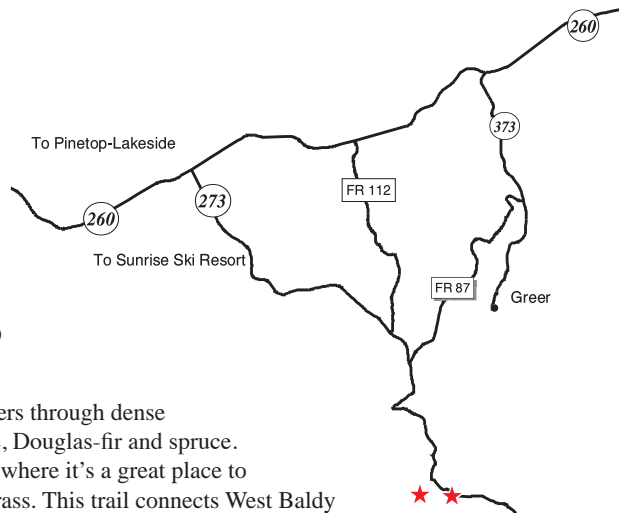 260
373
To Pinetop-Lakeside
FR 112
273
260
To Sunrise Ski Resort
FR 87
Greer
ers through dense
, Douglas-fir and spruce.
where it's a great place to
rass. This trail connects West Baldy